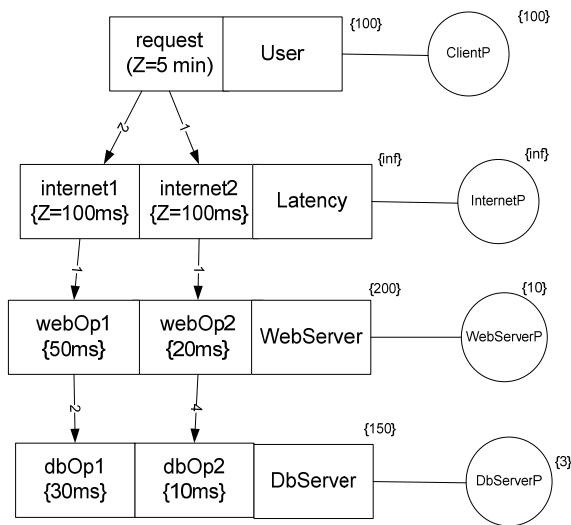 request
(Z=5 min)
User
{100}
ClientP
{100}
2
1
internet1
{Z=100ms}
internet2
{Z=100ms}
Latency
{inf}
InternetP
{inf}
1
1
webOp1
{50ms}
webOp2
{20ms}
WebServer
{200}
WebServerP
{10}
2
4
dbOp1
{30ms}
dbOp2
{10ms}
DbServer
{150}
DbServerP
{3}